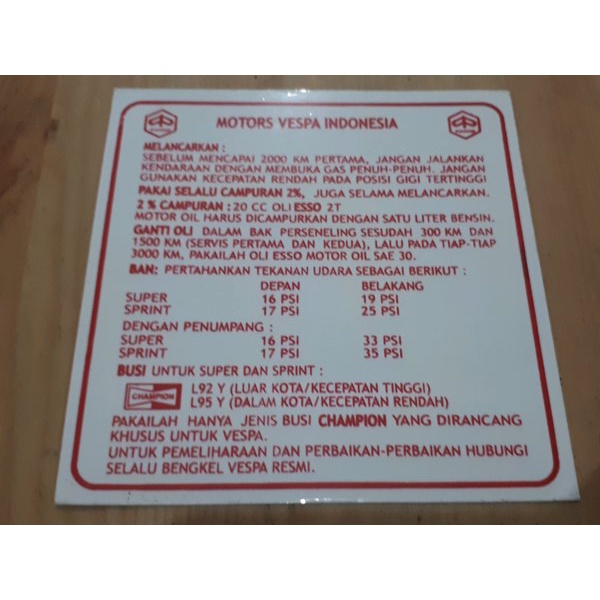 MOTORS VESPA INDONESIA
MELANCARKAN :
SEBELUM MENCAPAI 2000 KM PERTAMA, JANGAN JALANKAN
KENDARAAN DENGAN MEMBUKA GAS PENUH-PENUH. JANGAN
GUNAKAN KECEPATAN RENDAH PADA POSISI GIGI TERTINGGI
PAKAI SELALU CAMPURAN 2%, JUGA SELAMA MELANCARKAN.
2 % CAMPURAN : 20 CC OLI ESSO 2T
MOTOR OIL HARUS DICAMPURKAN DENGAN SATU LITER BENSIN.
GANTI OLI DALAM BAK PERSENELING SESUDAH 300 KM DAN
1500 KM (SERVIS PERTAMA DAN KEDUA), LALU PADA TIAP-TIAP
3000 KM, PAKAILAH OLI ESSO MOTOR OIL SAE 30.
BAN: PERTAHANKAN TEKANAN UDARA SEBAGAI BERIKUT :
DEPAN BELAKANG
SUPER 16 PSI 19 PSI
SPRINT 17 PSI 25 PSI
DENGAN PENUMPANG :
SUPER 16 PSI 33 PSI
SPRINT 17 PSI 35 PSI
BUSI UNTUK SUPER DAN SPRINT :
CHAMPION L92 Y (LUAR KOTA/KECEPATAN TINGGI)
L95 Y (DALAM KOTA/KECEPATAN RENDAH)
PAKAILAH HANYA JENIS BUSI CHAMPION YANG DIRANCANG
KHUSUS UNTUK VESPA.
UNTUK PEMELIHARAAN DAN PERBAIKAN-PERBAIKAN HUBUNGI
SELALU BENGKEL VESPA RESMI.